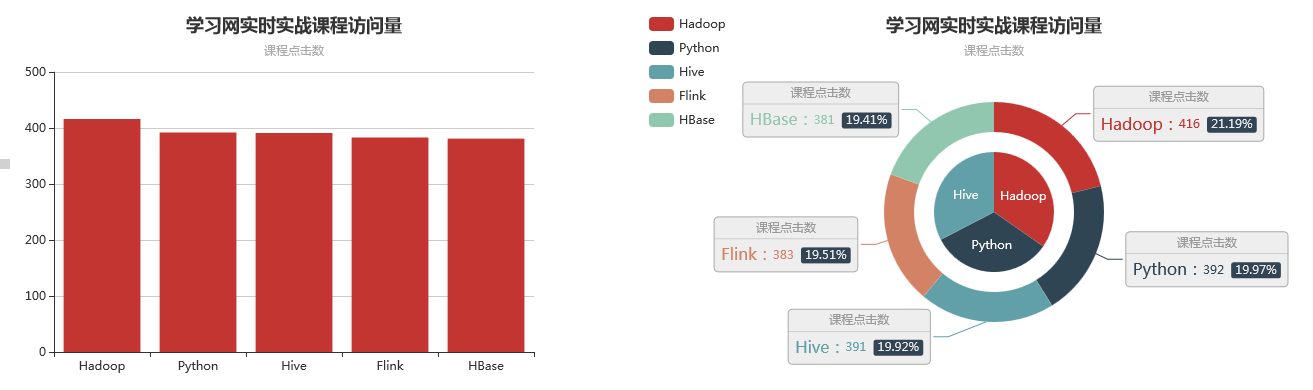 学习网实时实战课程访问量
课程点击数
500
400
300
200
100
0
Hadoop Python Hive Flink HBase
学习网实时实战课程访问量
课程点击数
Hadoop
Python
Hive
Flink
HBase
课程点击数
HBase：381 19.41%
课程点击数
Hadoop：416 21.19%
课程点击数
Flink：383 19.51%
课程点击数
Python：392 19.97%
课程点击数
Hive：391 19.92%
Hive
Hadoop
Python